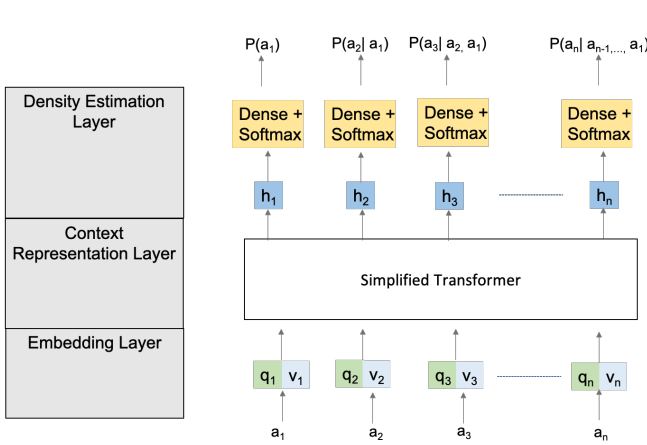 P(a₁) P(a₂| a₁) P(a₃| a₂, a₁) P(aₙ| aₙ₋₁,..., a₁)
Density Estimation
Layer
Dense +
Softmax
Dense +
Softmax
Dense +
Softmax
Dense +
Softmax
h₁ h₂ h₃ hₙ
Context
Representation Layer
Simplified Transformer
Embedding Layer
q₁ v₁ q₂ v₂ q₃ v₃ qₙ vₙ
a₁ a₂ a₃ aₙ